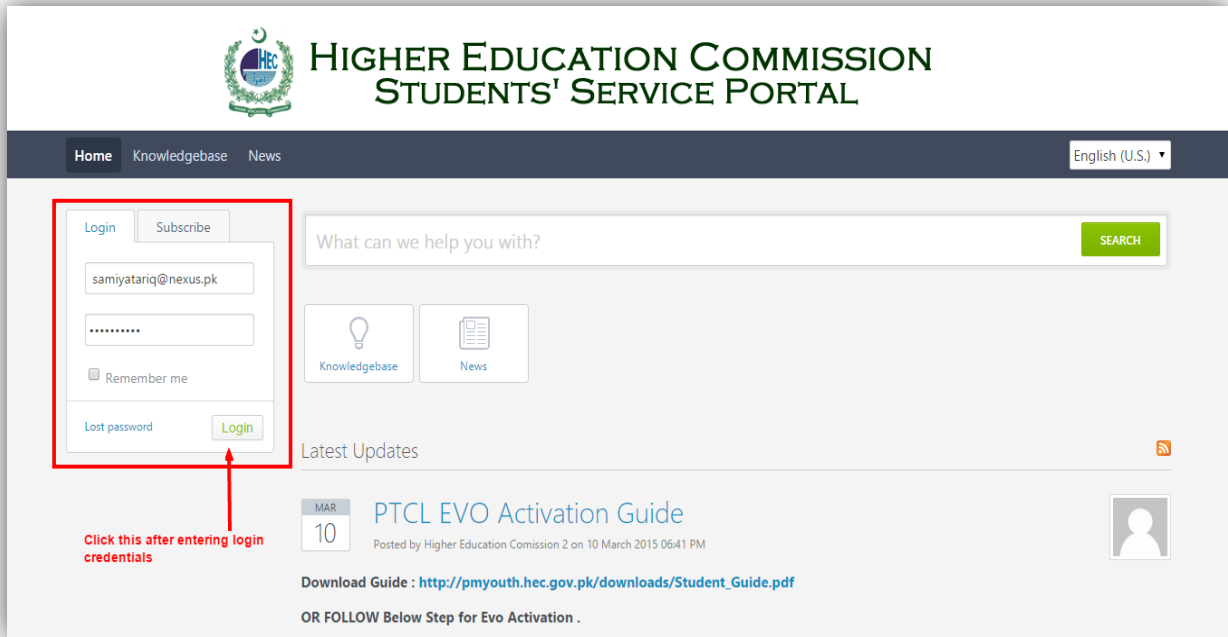 HEC
HIGHER EDUCATION COMMISSION
STUDENTS' SERVICE PORTAL
Home Knowledgebase News English (U.S.)
Login Subscribe
samiyatariq@nexus.pk
••••••••••
Remember me
Lost password Login
Click this after entering login
credentials
What can we help you with? SEARCH
Knowledgebase News
Latest Updates
MAR
10
PTCL EVO Activation Guide
Posted by Higher Education Comission 2 on 10 March 2015 06:41 PM
Download Guide : http://pmyouth.hec.gov.pk/downloads/Student_Guide.pdf
OR FOLLOW Below Step for Evo Activation .